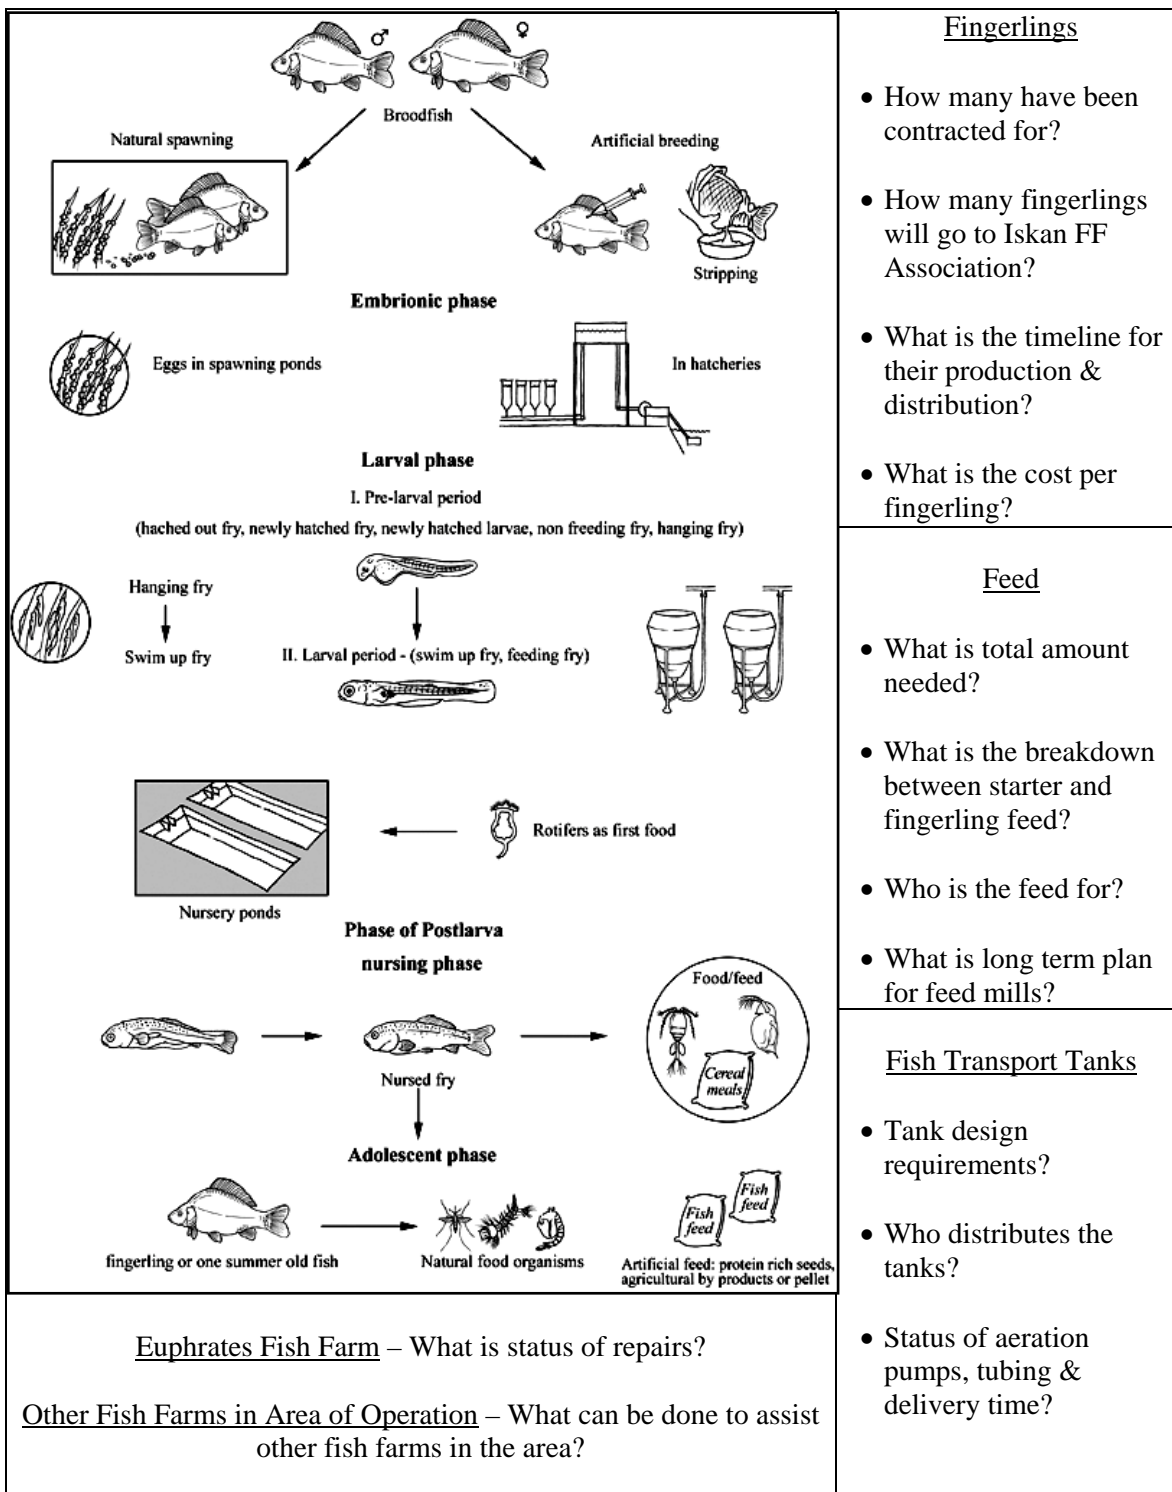 ♂
♀
Broodfish
Natural spawning
Artificial breeding
Stripping
Embrionic phase
Eggs in spawning ponds
In hatcheries
Larval phase
I. Pre-larval period
(hached out fry, newly hatched fry, newly hatched larvae, non freeding fry, hanging fry)
Hanging fry
Swim up fry
II. Larval period - (swim up fry, feeding fry)
Rotifers as first food
Nursery ponds
Phase of Postlarva
nursing phase
Food/feed
Cereal
meals
Nursed fry
Adolescent phase
Fish
feed
Fish
feed
fingerling or one summer old fish
Natural food organisms
Artificial feed: protein rich seeds,
agricultural by products or pellet
Euphrates Fish Farm – What is status of repairs?
Other Fish Farms in Area of Operation – What can be done to assist
other fish farms in the area?
Fingerlings
• How many have been
contracted for?
• How many fingerlings
will go to Iskan FF
Association?
• What is the timeline for
their production &
distribution?
• What is the cost per
fingerling?
Feed
• What is total amount
needed?
• What is the breakdown
between starter and
fingerling feed?
• Who is the feed for?
• What is long term plan
for feed mills?
Fish Transport Tanks
• Tank design
requirements?
• Who distributes the
tanks?
• Status of aeration
pumps, tubing &
delivery time?